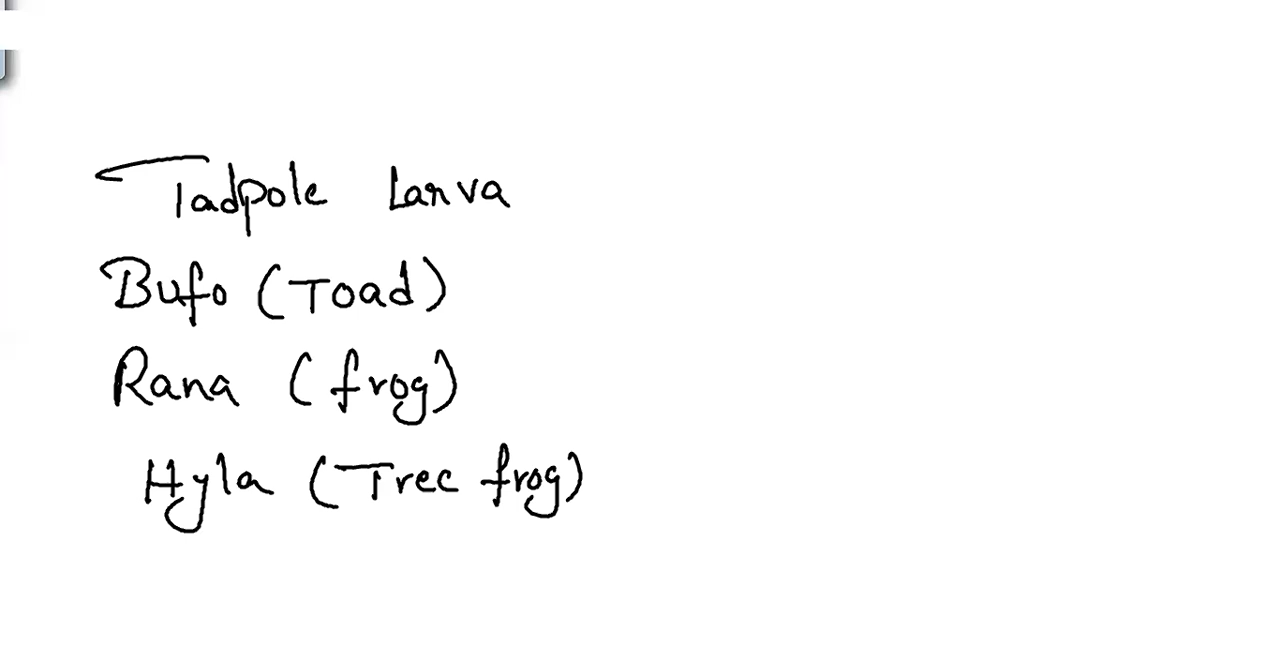 Tadpole Larva
Bufo (Toad)
Rana (frog)
Hyla (Tree frog)